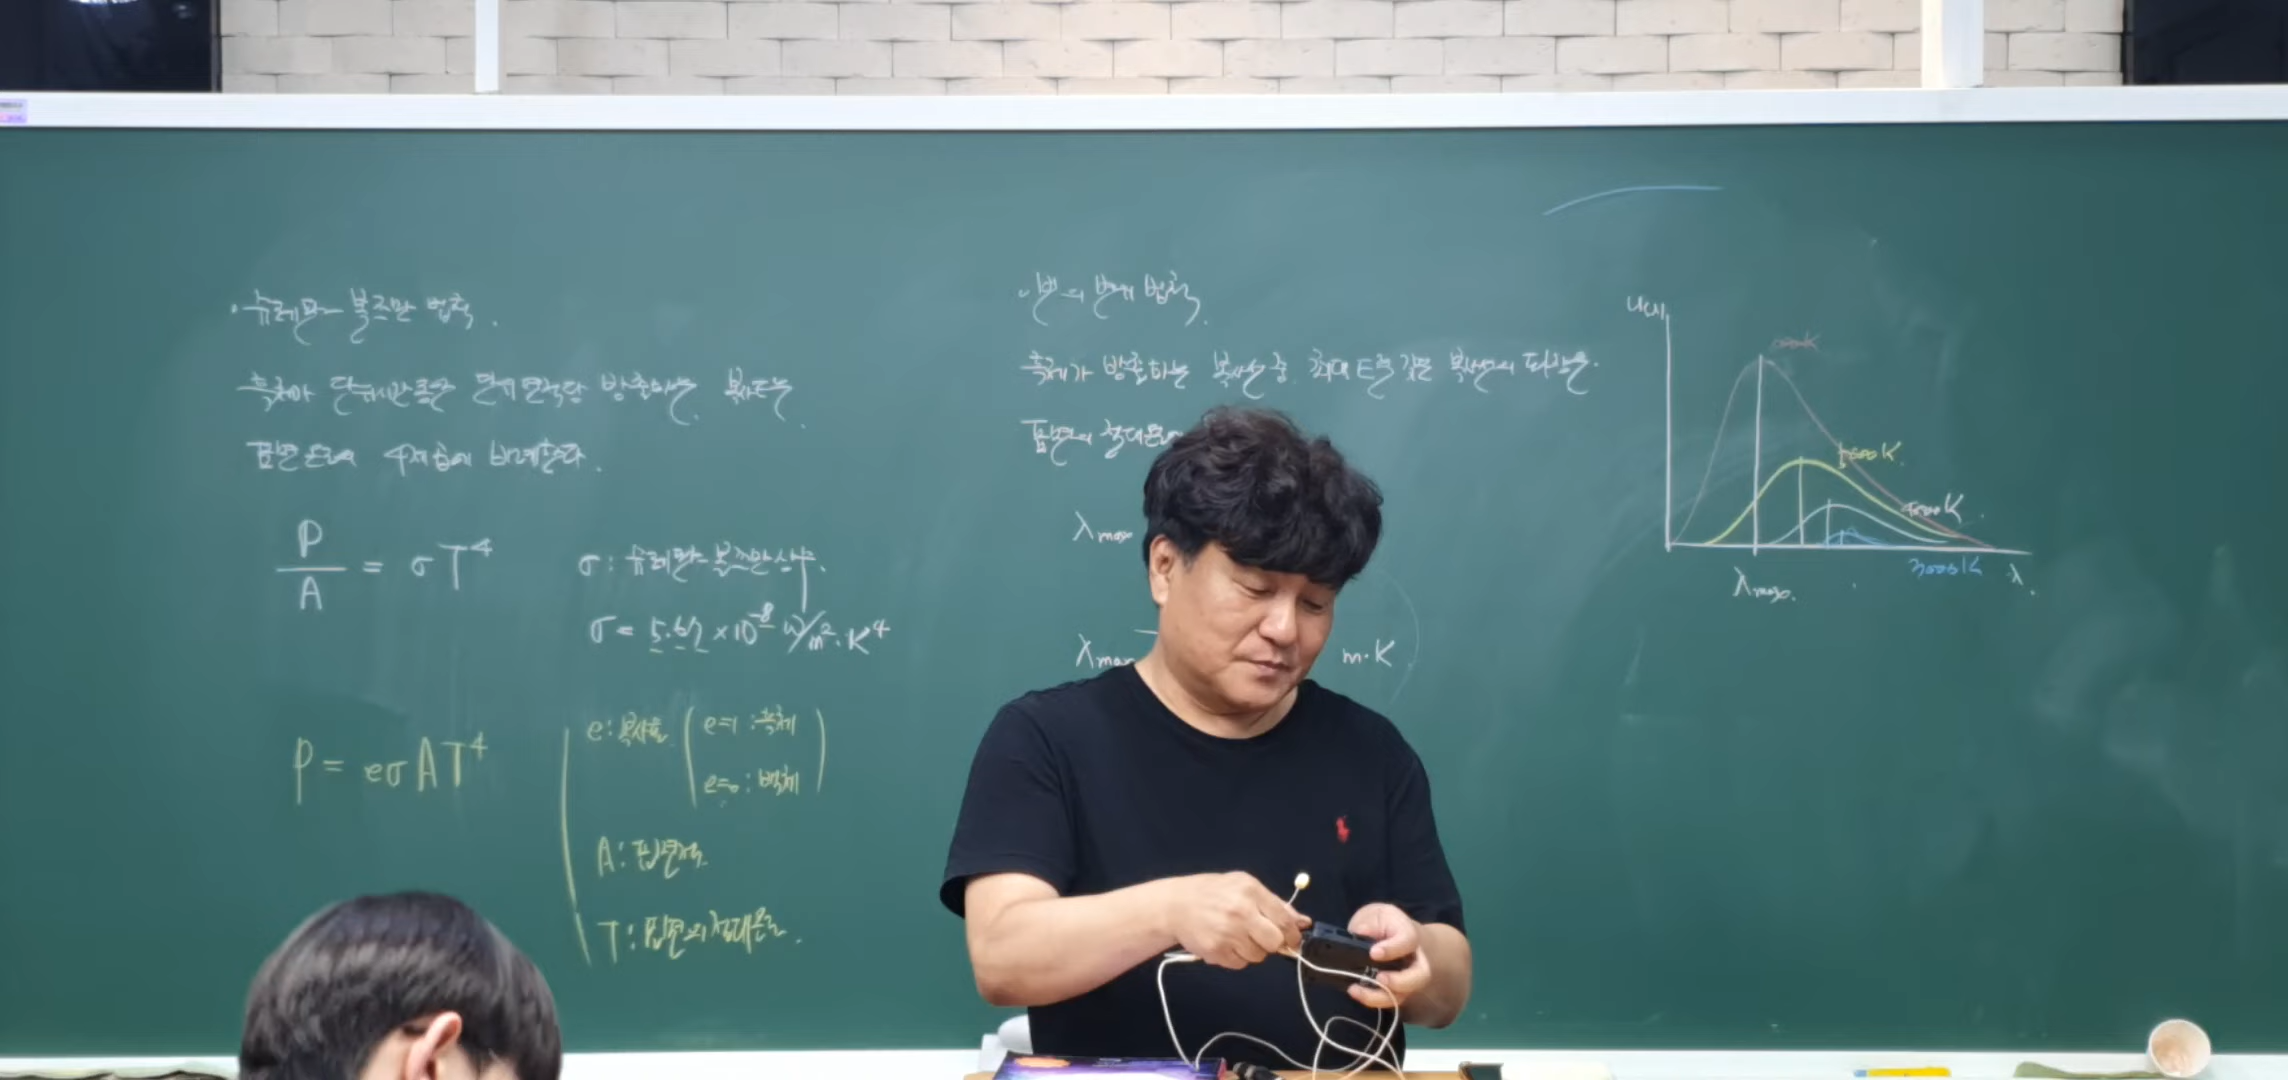 · 슈테판-볼츠만 법칙.
흑체가 단위시간동안 단위면적당 방출하는 복사E는
표면온도의 4제곱에 비례한다.
P/A = σT⁴
σ: 슈테판-볼츠만상수.
σ = 5.67 ×10⁻⁸ W/m²·K⁴
P = eσAT⁴
e: 복사율 (e=1 : 흑체
e=0 : 백체)
A: 표면적.
T: 표면의 절대온도.
· 빈의 변위 법칙.
흑체가 방출하는 복사선 중, 최대 E를 갖는 복사선의 파장은
표면의 절대온도
λmax
λmax
m·K
U(λ)
5000K
4000K
3000K
λ
λmax